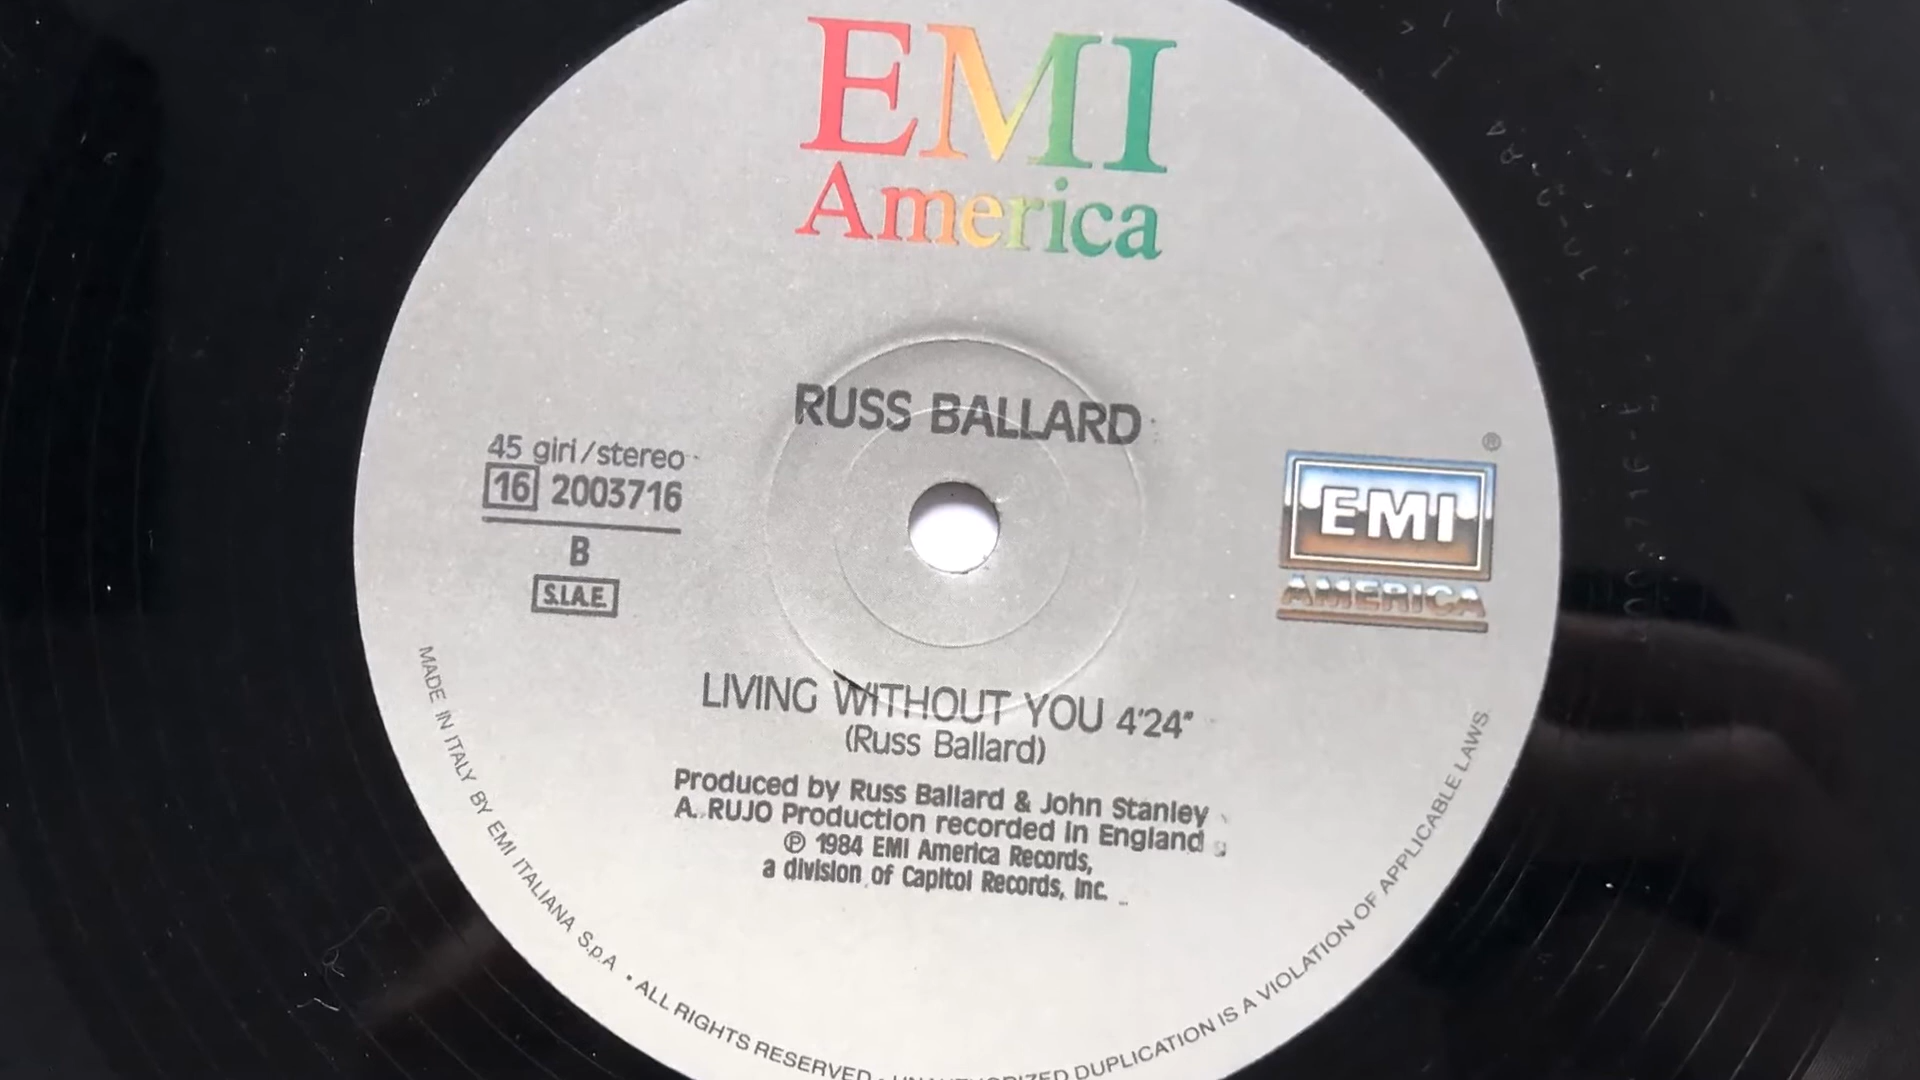 EMI
America
RUSS BALLARD
45 giri/stereo
16 2003716
B
S.I.A.E.
®
EMI
AMERICA
LIVING WITHOUT YOU 4'24"
(Russ Ballard)
Produced by Russ Ballard & John Stanley
A. RUJO Production recorded in England
℗ 1984 EMI America Records,
a division of Capitol Records, Inc.
MADE IN ITALY BY EMI ITALIANA S.p.A • ALL RIGHTS RESERVED • UNAUTHORIZED DUPLICATION IS A VIOLATION OF APPLICABLE LAWS